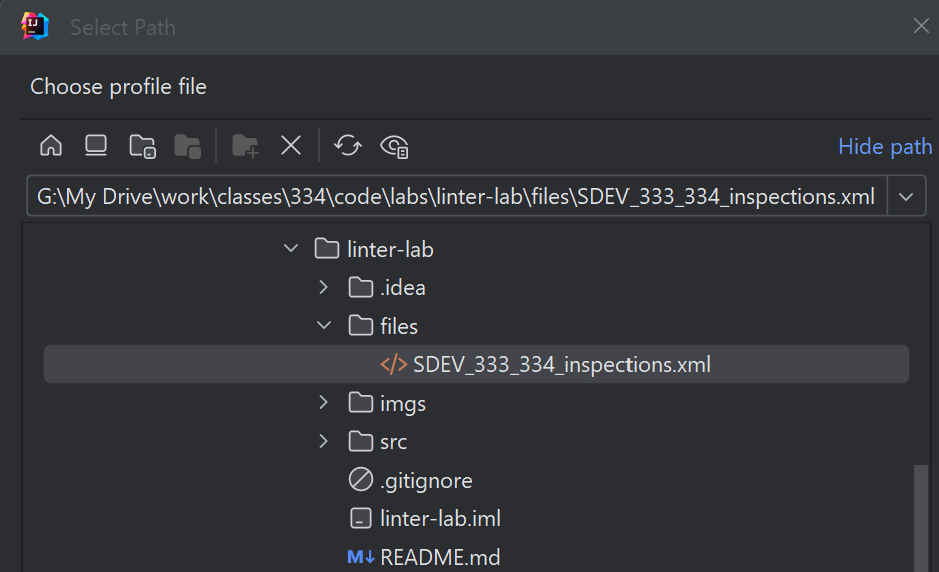 IJ Select Path
Choose profile file
Hide path
G:\My Drive\work\classes\334\code\labs\linter-lab\files\SDEV_333_334_inspections.xml
linter-lab
.idea
files
</> SDEV_333_334_inspections.xml
imgs
src
.gitignore
linter-lab.iml
M↓ README.md